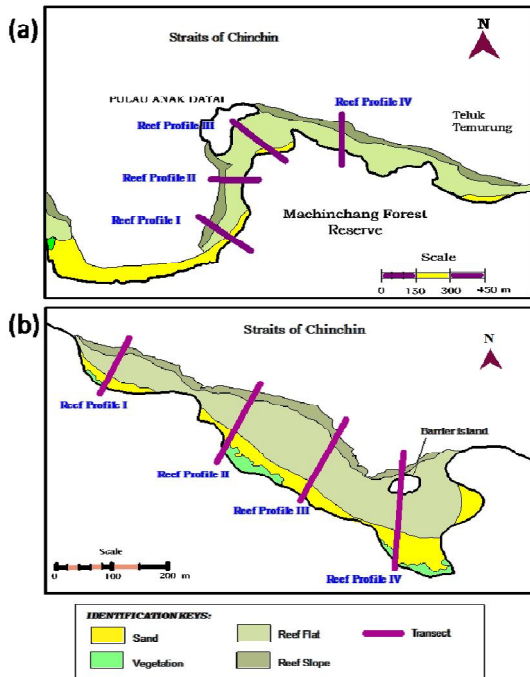 (a)
Straits of Chinchin
N
PULAU ANAK DATAI
Reef Profile IV
Reef Profile III
Teluk
Temurung
Reef Profile II
Reef Profile I
Machinchang Forest
Reserve
Scale
0 150 300 450 m
(b)
Straits of Chinchin
N
Reef Profile I
Barrier island
Reef Profile II
Reef Profile III
Scale
0 100 200 m
Reef Profile IV
IDENTIFICATION KEYS:
Sand
Reef Flat
Transect
Vegetation
Reef Slope